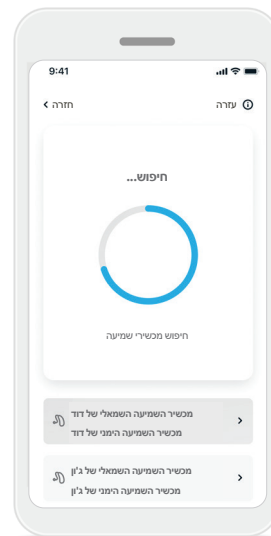 9:41
חזרה
עזרה
חיפוש...
חיפוש מכשירי שמיעה
מכשיר השמיעה השמאלי של דוד
מכשיר השמיעה הימני של דוד
מכשיר השמיעה השמאלי של ג'ון
מכשיר השמיעה הימני של ג'ון